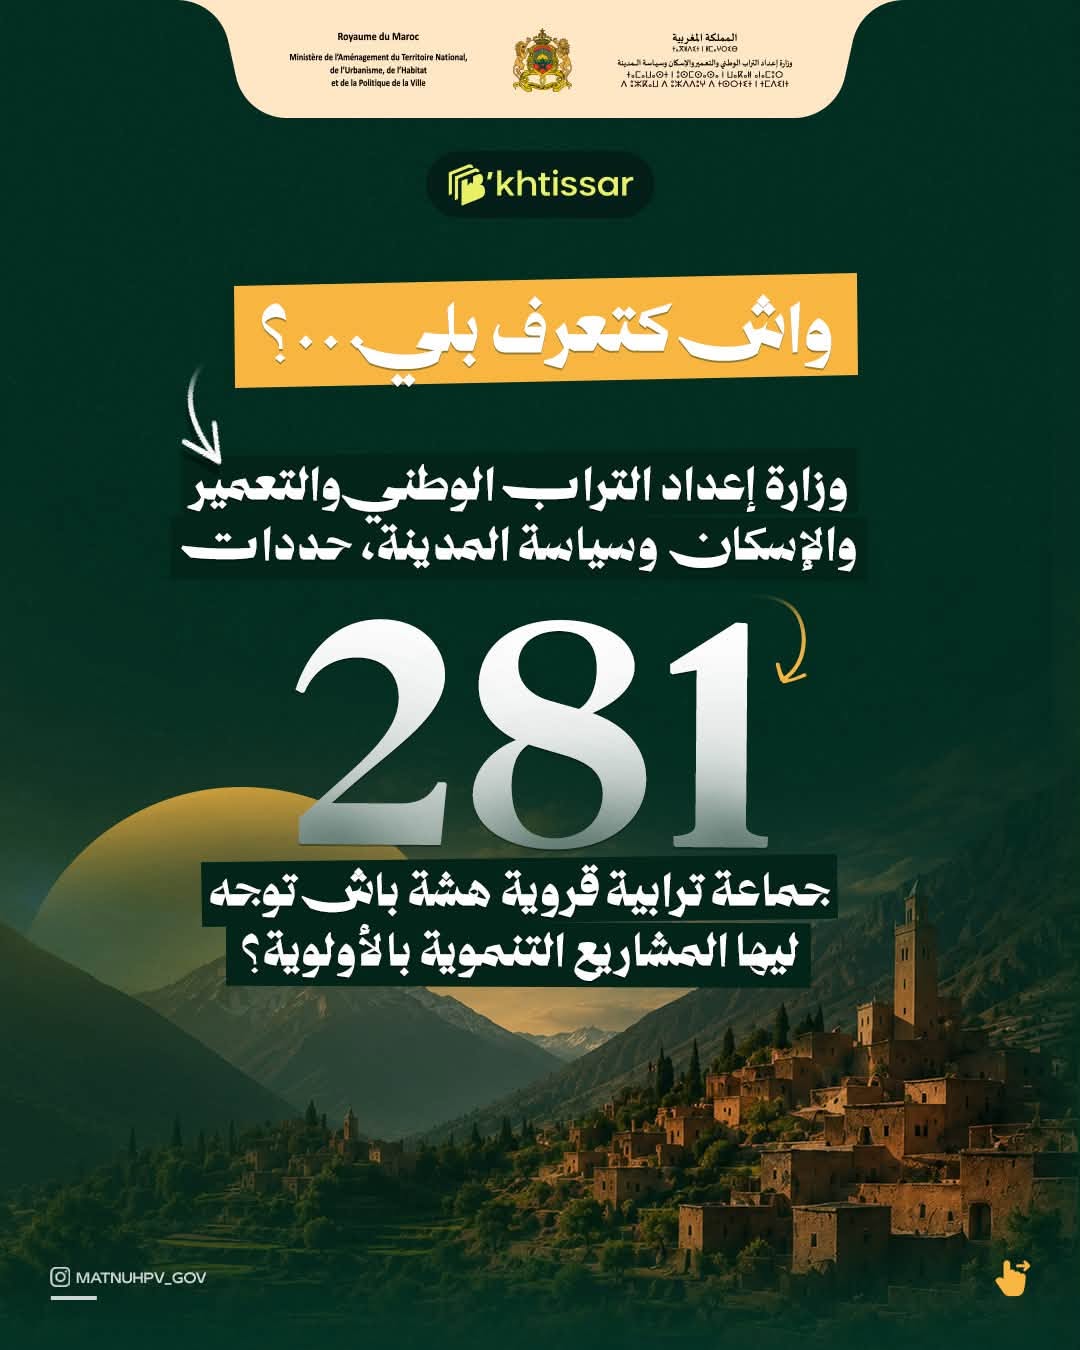 Royaume du Maroc
Ministère de l'Aménagement du Territoire National,
de l'Urbanisme, de l'Habitat
et de la Politique de la Ville
المملكة المغربية
ⵜⴰⴳⵍⴷⵉⵜ ⵏ ⵍⵎⵖⵔⵉⴱ
وزارة إعداد التراب الوطني والتعمير والإسكان وسياسة المدينة
B'khtissar
واش كتعرف بلي...؟
وزارة إعداد التراب الوطني والتعمير
والإسكان وسياسة المدينة، حددات
281
جماعة ترابية قروية هشة باش توجه
ليها المشاريع التنموية بالأولوية؟
MATNUHPV_GOV